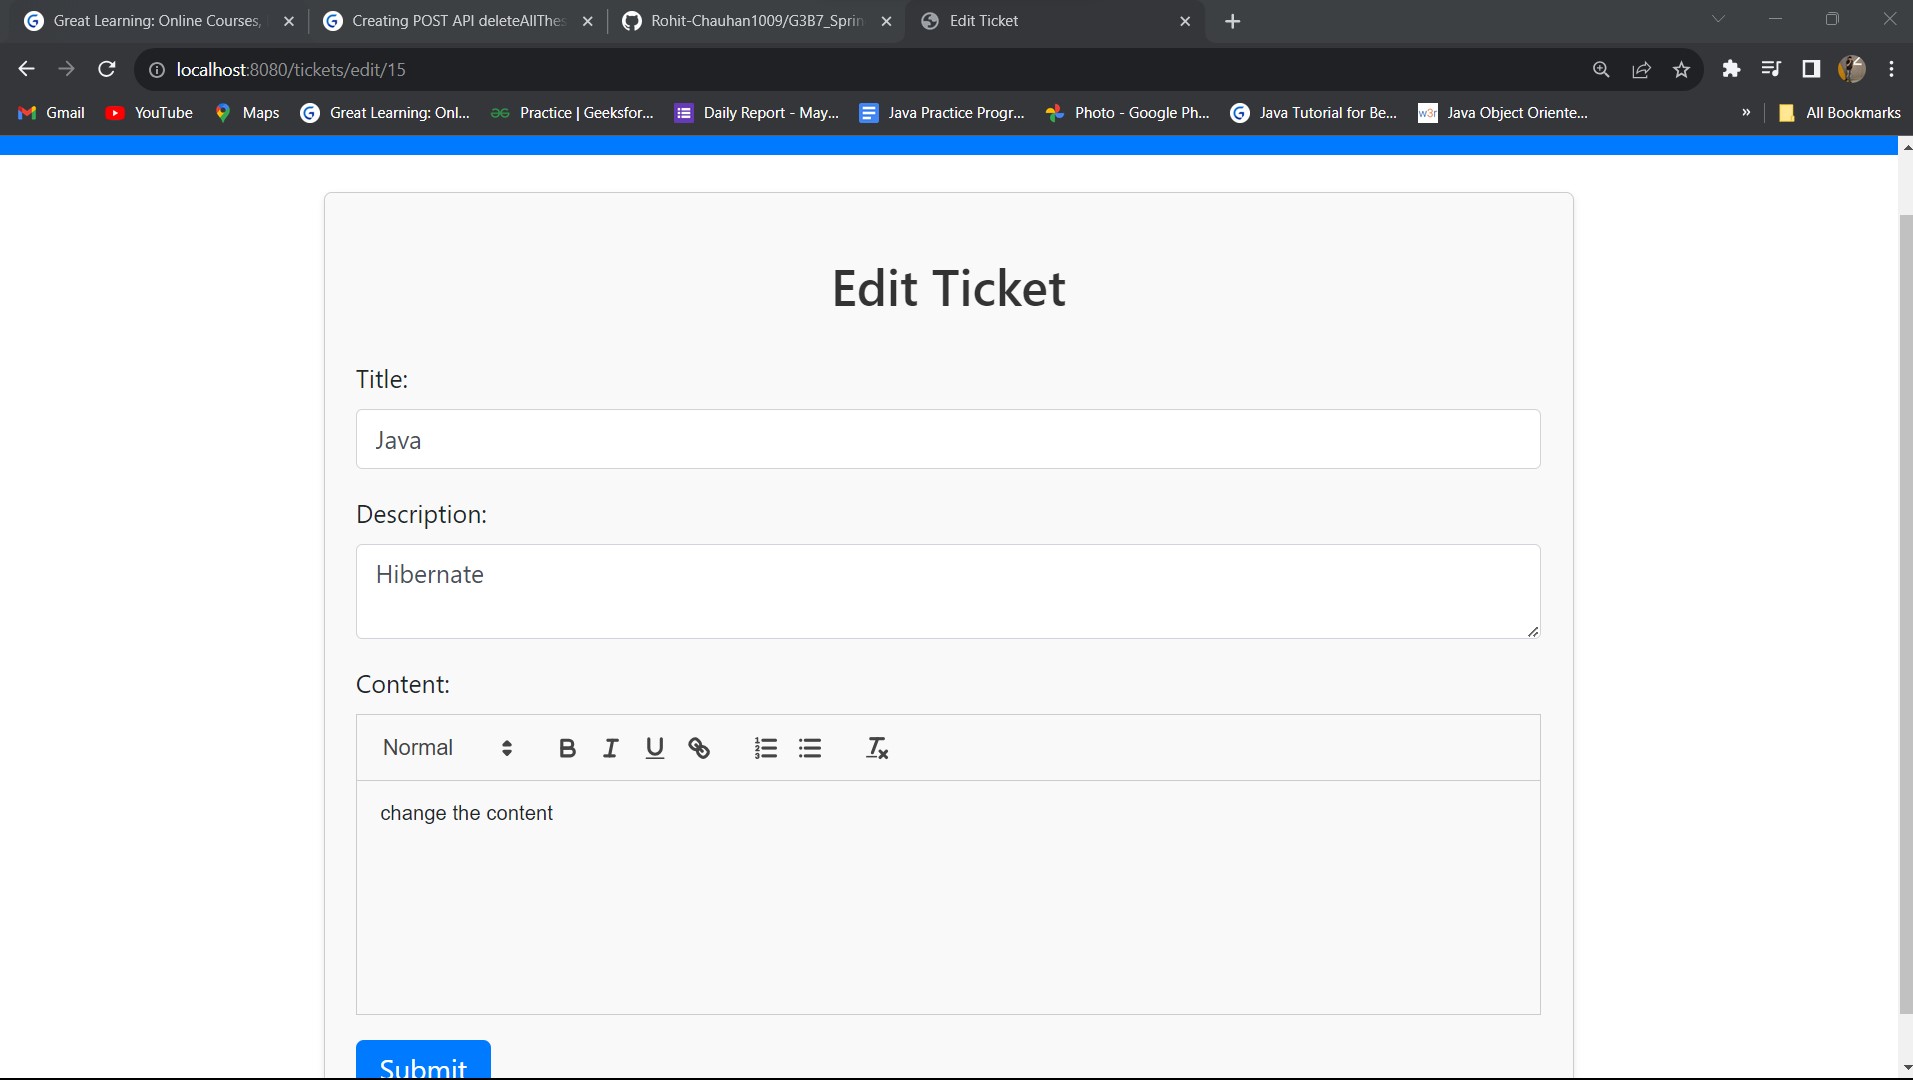 Great Learning: Online Courses,
Creating POST API deleteAllThes
Rohit-Chauhan1009/G3B7_Sprin
Edit Ticket
localhost:8080/tickets/edit/15
Gmail
YouTube
Maps
Great Learning: Onl...
Practice | Geeksfor...
Daily Report - May...
Java Practice Progr...
Photo - Google Ph...
Java Tutorial for Be...
w3r
Java Object Oriente...
»
All Bookmarks
Edit Ticket
Title:
Java
Description:
Hibernate
Content:
Normal
B I U
change the content
Submit